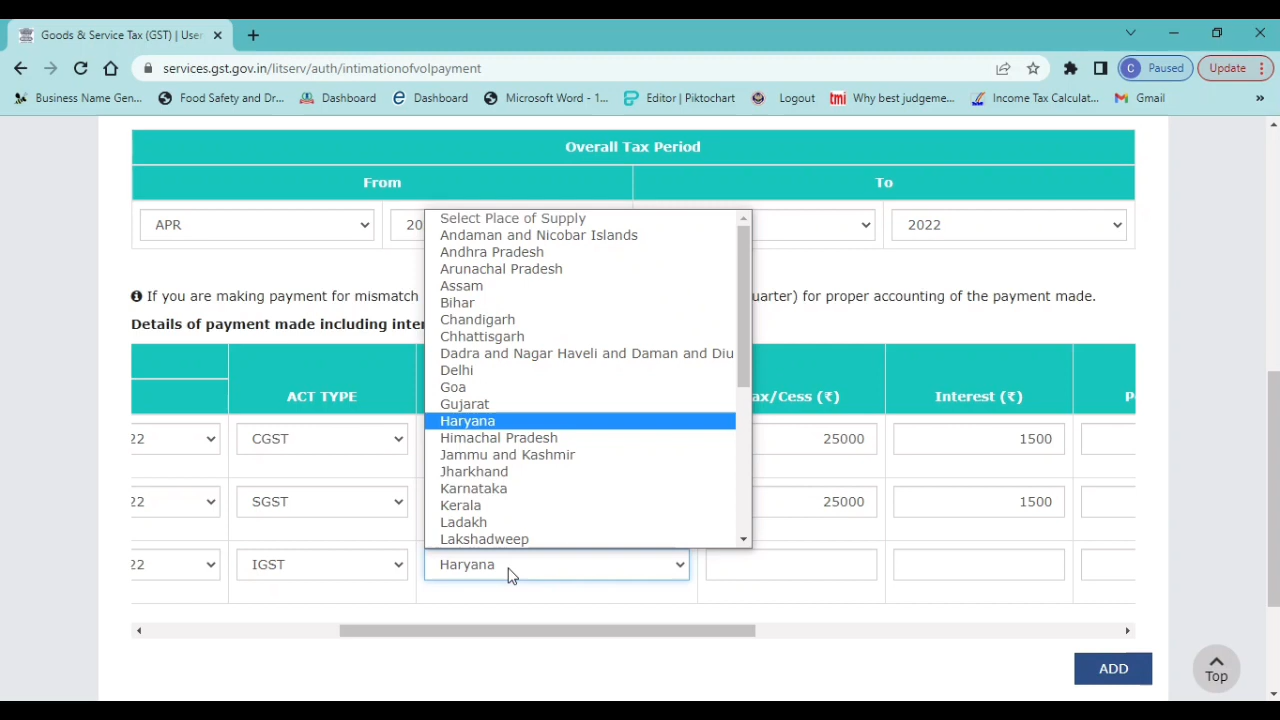 Goods & Service Tax (GST) | User
services.gst.gov.in/litserv/auth/intimationofvolpayment
C Paused
Update
Business Name Gen...
Food Safety and Dr...
Dashboard
Dashboard
Microsoft Word - 1...
Editor | Piktochart
Logout
tmi Why best judgeme...
Income Tax Calculat...
Gmail
»
Overall Tax Period
From
To
APR
20
2022
Select Place of Supply
Andaman and Nicobar Islands
Andhra Pradesh
Arunachal Pradesh
Assam
Bihar
Chandigarh
Chhattisgarh
Dadra and Nagar Haveli and Daman and Diu
Delhi
Goa
Gujarat
Haryana
Himachal Pradesh
Jammu and Kashmir
Jharkhand
Karnataka
Kerala
Ladakh
Lakshadweep
If you are making payment for mismatch
uarter) for proper accounting of the payment made.
Details of payment made including inter
ACT TYPE
ax/Cess (₹)
Interest (₹)
P
22
CGST
25000
1500
22
SGST
25000
1500
22
IGST
Haryana
ADD
Top